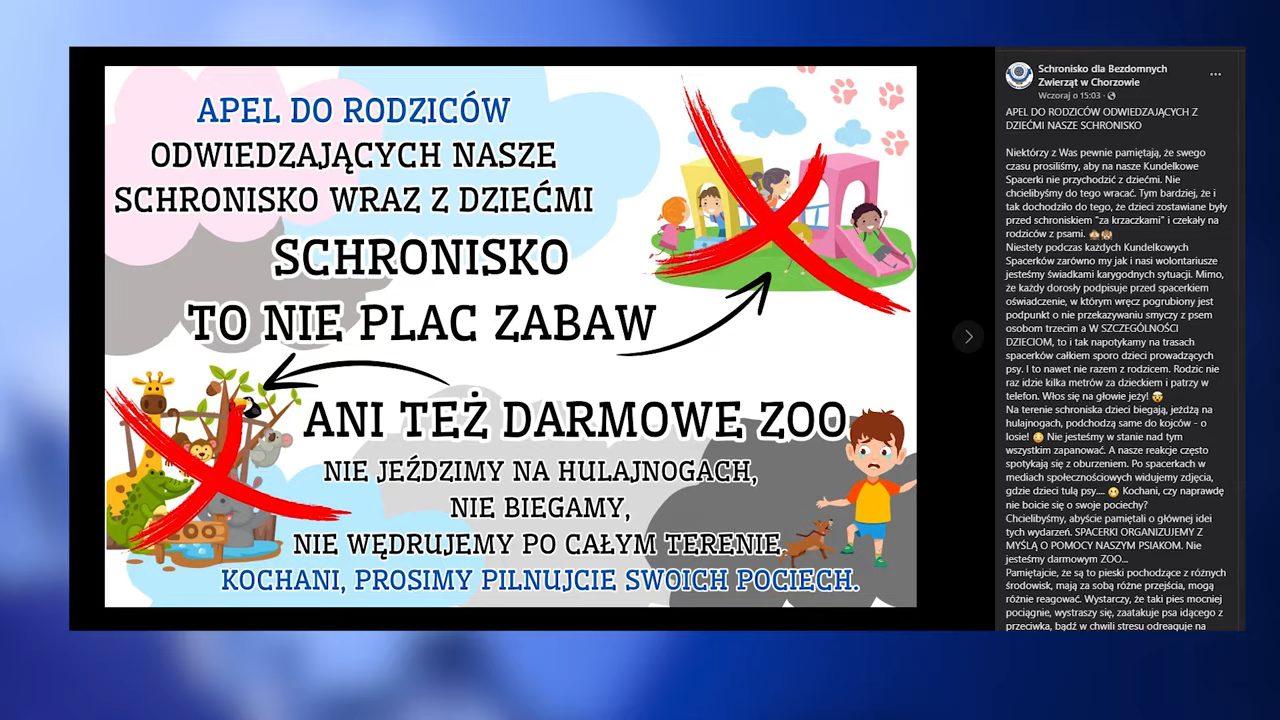 APEL DO RODZICÓW
ODWIEDZAJĄCYCH NASZE
SCHRONISKO WRAZ Z DZIEĆMI
SCHRONISKO
TO NIE PLAC ZABAW
ANI TEŻ DARMOWE ZOO
NIE JEŹDZIMY NA HULAJNOGACH,
NIE BIEGAMY,
NIE WĘDRUJEMY PO CAŁYM TERENIE.
KOCHANI, PROSIMY PILNUJCIE SWOICH POCIECH.
ZOO
Schronisko dla Bezdomnych
Zwierząt w Chorzowie
Wczoraj o 15:03
APEL DO RODZICÓW ODWIEDZAJĄCYCH Z
DZIEĆMI NASZE SCHRONISKO
Niektórzy z Was pewnie pamiętają, że swego
czasu prosiliśmy, aby na nasze Kundelkowe
Spacerki nie przychodzić z dziećmi. Nie
chcielibyśmy do tego wracać. Tym bardziej, że i
tak dochodziło do tego, że dzieci zostawiane były
przed schroniskiem "za krzaczkami" i czekały na
rodziców z psami.
Niestety podczas każdych Kundelkowych
Spacerków zarówno my jak i nasi wolontariusze
jesteśmy świadkami karygodnych sytuacji. Mimo,
że każdy dorosły podpisuje przed spacerkiem
oświadczenie, w którym wręcz pogrubiony jest
podpunkt o nie przekazywaniu smyczy z psem
osobom trzecim a W SZCZEGÓLNOŚCI
DZIECIOM, to i tak napotykamy na trasach
spacerków całkiem sporo dzieci prowadzących
psy. I to nawet nie razem z rodzicem. Rodzic nie
raz idzie kilka metrów za dzieckiem i patrzy w
telefon. Włos się na głowie jeży!
Na terenie schroniska dzieci biegają, jeżdżą na
hulajnogach, podchodzą same do kojców - o
losie! Nie jesteśmy w stanie nad tym
wszystkim zapanować. A nasze reakcje często
spotykają się z oburzeniem. Po spacerkach w
mediach społecznościowych widujemy zdjęcia,
gdzie dzieci tulą psy.... Kochani, czy naprawdę
nie boicie się o swoje pociechy?
Chcielibyśmy, abyście pamiętali o głównej idei
tych wydarzeń. SPACERKI ORGANIZUJEMY Z
MYŚLĄ O POMOCY NASZYM PSIAKOM. Nie
jesteśmy darmowym ZOO...
Pamiętajcie, że są to pieski pochodzące z różnych
środowisk, mają za sobą różne przejścia, mogą
różnie reagować. Wystarczy, że taki pies mocniej
pociągnie, wystraszy się, zaatakuje psa idącego z
przeciwka, bądź w chwili stresu odreaguje na